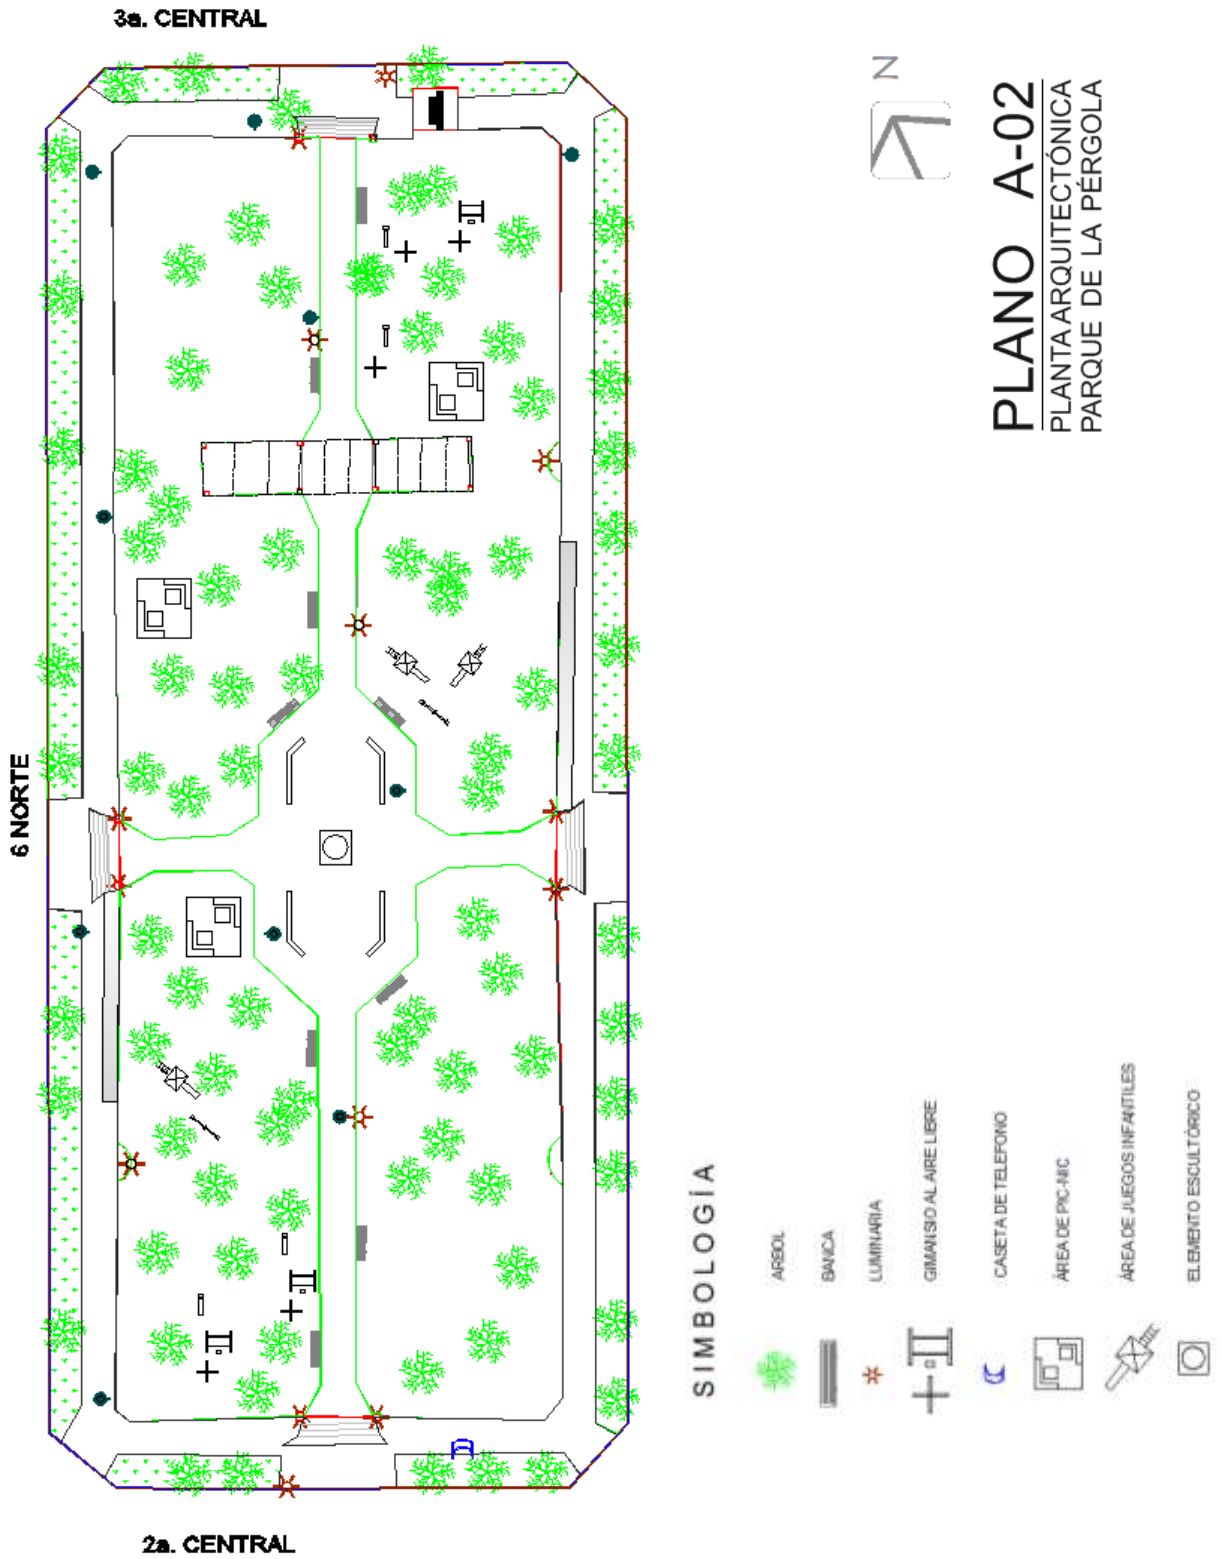 3a. CENTRAL
N
PLANO A-02
PLANTA ARQUITECTÓNICA
PARQUE DE LA PÉRGOLA
6 NORTE
SIMBOLOGÍA
ARBOL
BANCA
LUMINARIA
GIMANSIO AL AIRE LIBRE
CASETA DE TELEFONO
ÁREA DE PIC-NIC
ÁREA DE JUEGOS INFANTILES
ELEMENTO ESCULTÓRICO
2a. CENTRAL